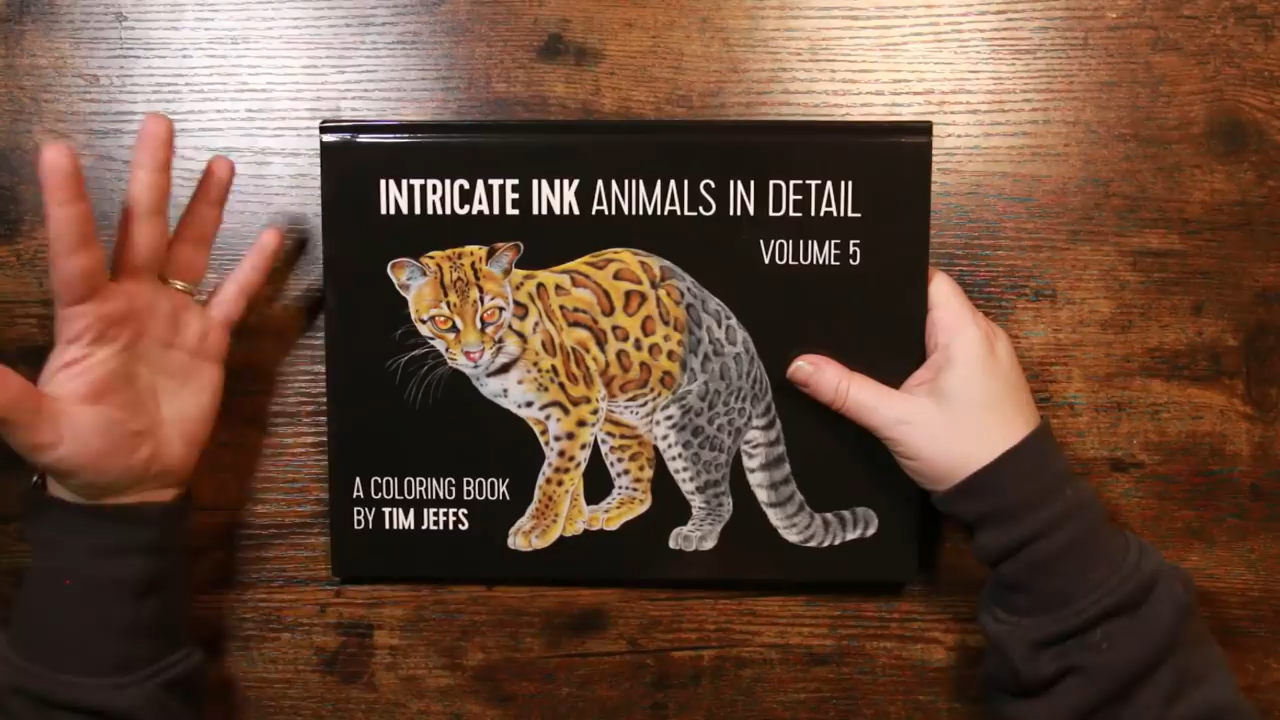 INTRICATE INK ANIMALS IN DETAIL
VOLUME 5
A COLORING BOOK
BY TIM JEFFS